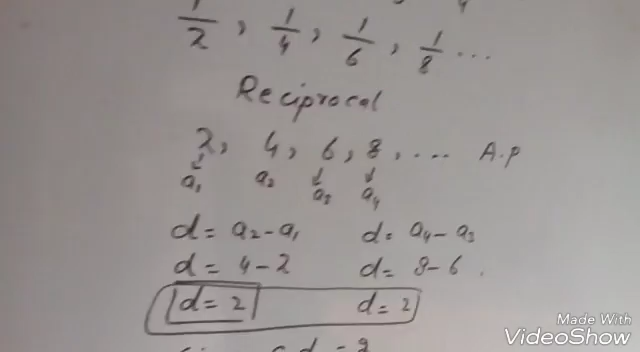 1/2, 1/4, 1/6, 1/8 ...
Reciprocal
2, 4, 6, 8, .... A.P
a₁ a₂ a₃ a₄
d = a₂-a₁ d = a₄-a₃
d = 4-2 d = 8-6.
d = 2 d = 2
Made With
VideoShow